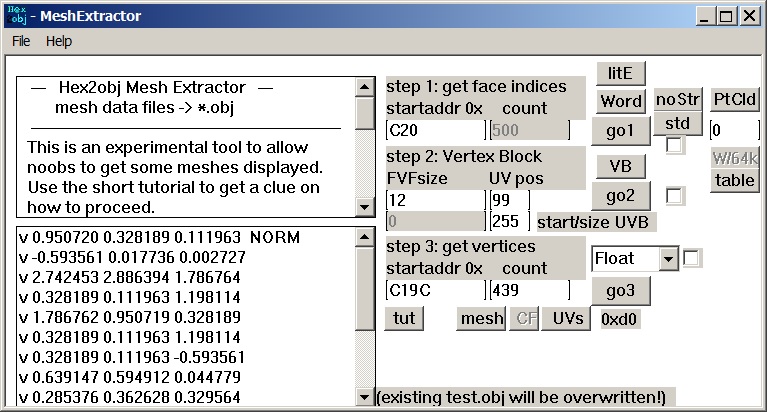 Hex
obj - MeshExtractor
File Help
— Hex2obj Mesh Extractor —
mesh data files -> *.obj
This is an experimental tool to allow
noobs to get some meshes displayed.
Use the short tutorial to get a clue on
how to proceed.
v 0.950720 0.328189 0.111963 NORM
v -0.593561 0.017736 0.002727
v 2.742453 2.886394 1.786764
v 0.328189 0.111963 1.198114
v 1.786762 0.950719 0.328189
v 0.328189 0.111963 1.198114
v 0.328189 0.111963 -0.593561
v 0.639147 0.594912 0.044779
v 0.285376 0.362628 0.329564
step 1: get face indices
startaddr 0x count
C20 500
step 2: Vertex Block
FVFsize UV pos
12 99
0 255 start/size UVB
step 3: get vertices
startaddr 0x count
C19C 439
tut mesh CF UVs 0xd0
(existing test.obj will be overwritten!)
litE
Word
go1
noStr
std
PtCld
0
VB
go2
W/64k
table
Float
go3